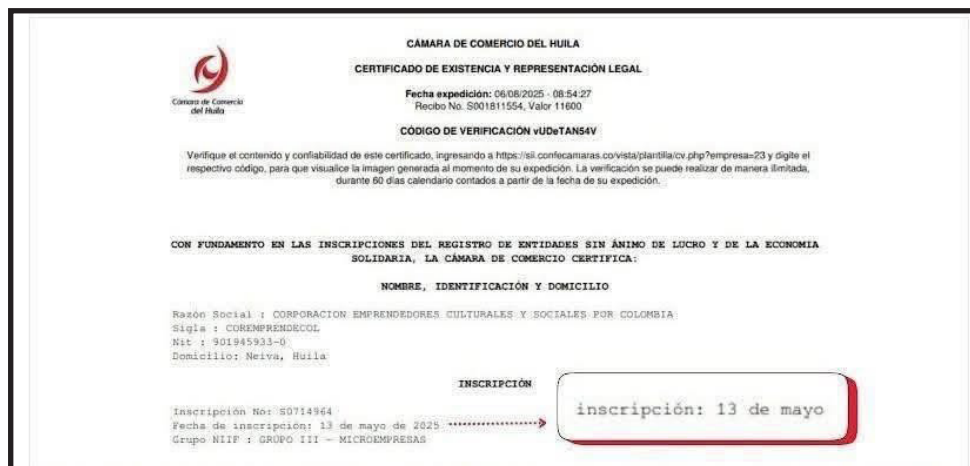 Cámara de Comercio
del Huila
CÁMARA DE COMERCIO DEL HUILA
CERTIFICADO DE EXISTENCIA Y REPRESENTACIÓN LEGAL
Fecha expedición: 06/08/2025 - 08:54:27
Recibo No. S001811554, Valor 11600
CÓDIGO DE VERIFICACIÓN vUDeTAN54V
Verifique el contenido y confiabilidad de este certificado, ingresando a https://sii.confecamaras.co/vista/plantilla/cv.php?empresa=23 y digite el
respectivo código, para que visualice la imagen generada al momento de su expedición. La verificación se puede realizar de manera ilimitada,
durante 60 días calendario contados a partir de la fecha de su expedición.
CON FUNDAMENTO EN LAS INSCRIPCIONES DEL REGISTRO DE ENTIDADES SIN ÁNIMO DE LUCRO Y DE LA ECONOMIA
SOLIDARIA, LA CÁMARA DE COMERCIO CERTIFICA:
NOMBRE, IDENTIFICACIÓN Y DOMICILIO
Razón Social : CORPORACION EMPRENDEDORES CULTURALES Y SOCIALES POR COLOMBIA
Sigla : COREMPRENDECOL
Nit : 901945933-0
Domicilio: Neiva, Huila
INSCRIPCIÓN
Inscripción No: S0714964
Fecha de inscripción: 13 de mayo de 2025
Grupo NIIF : GRUPO III - MICROEMPRESAS
inscripción: 13 de mayo